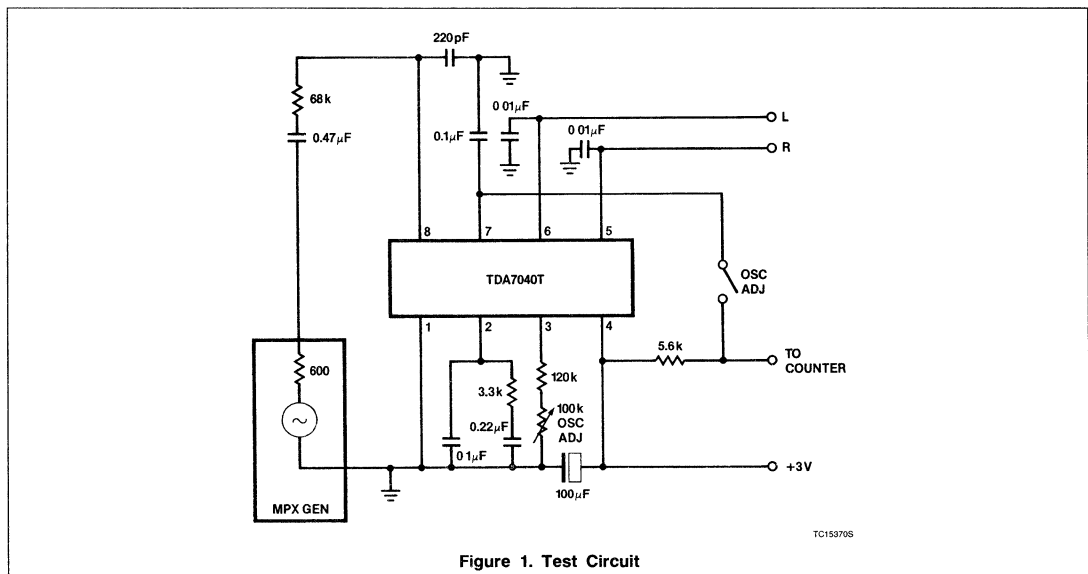 220pF
68k
0.47μF
0.1μF
0 01μF
0 01μF
L
R
8
7
6
5
TDA7040T
OSC
ADJ
1
2
3
4
5.6k
TO
COUNTER
600
3.3k
120k
0.22μF
100k
OSC
ADJ
0 1μF
+3V
100μF
MPX GEN
TC15370S
Figure 1. Test Circuit